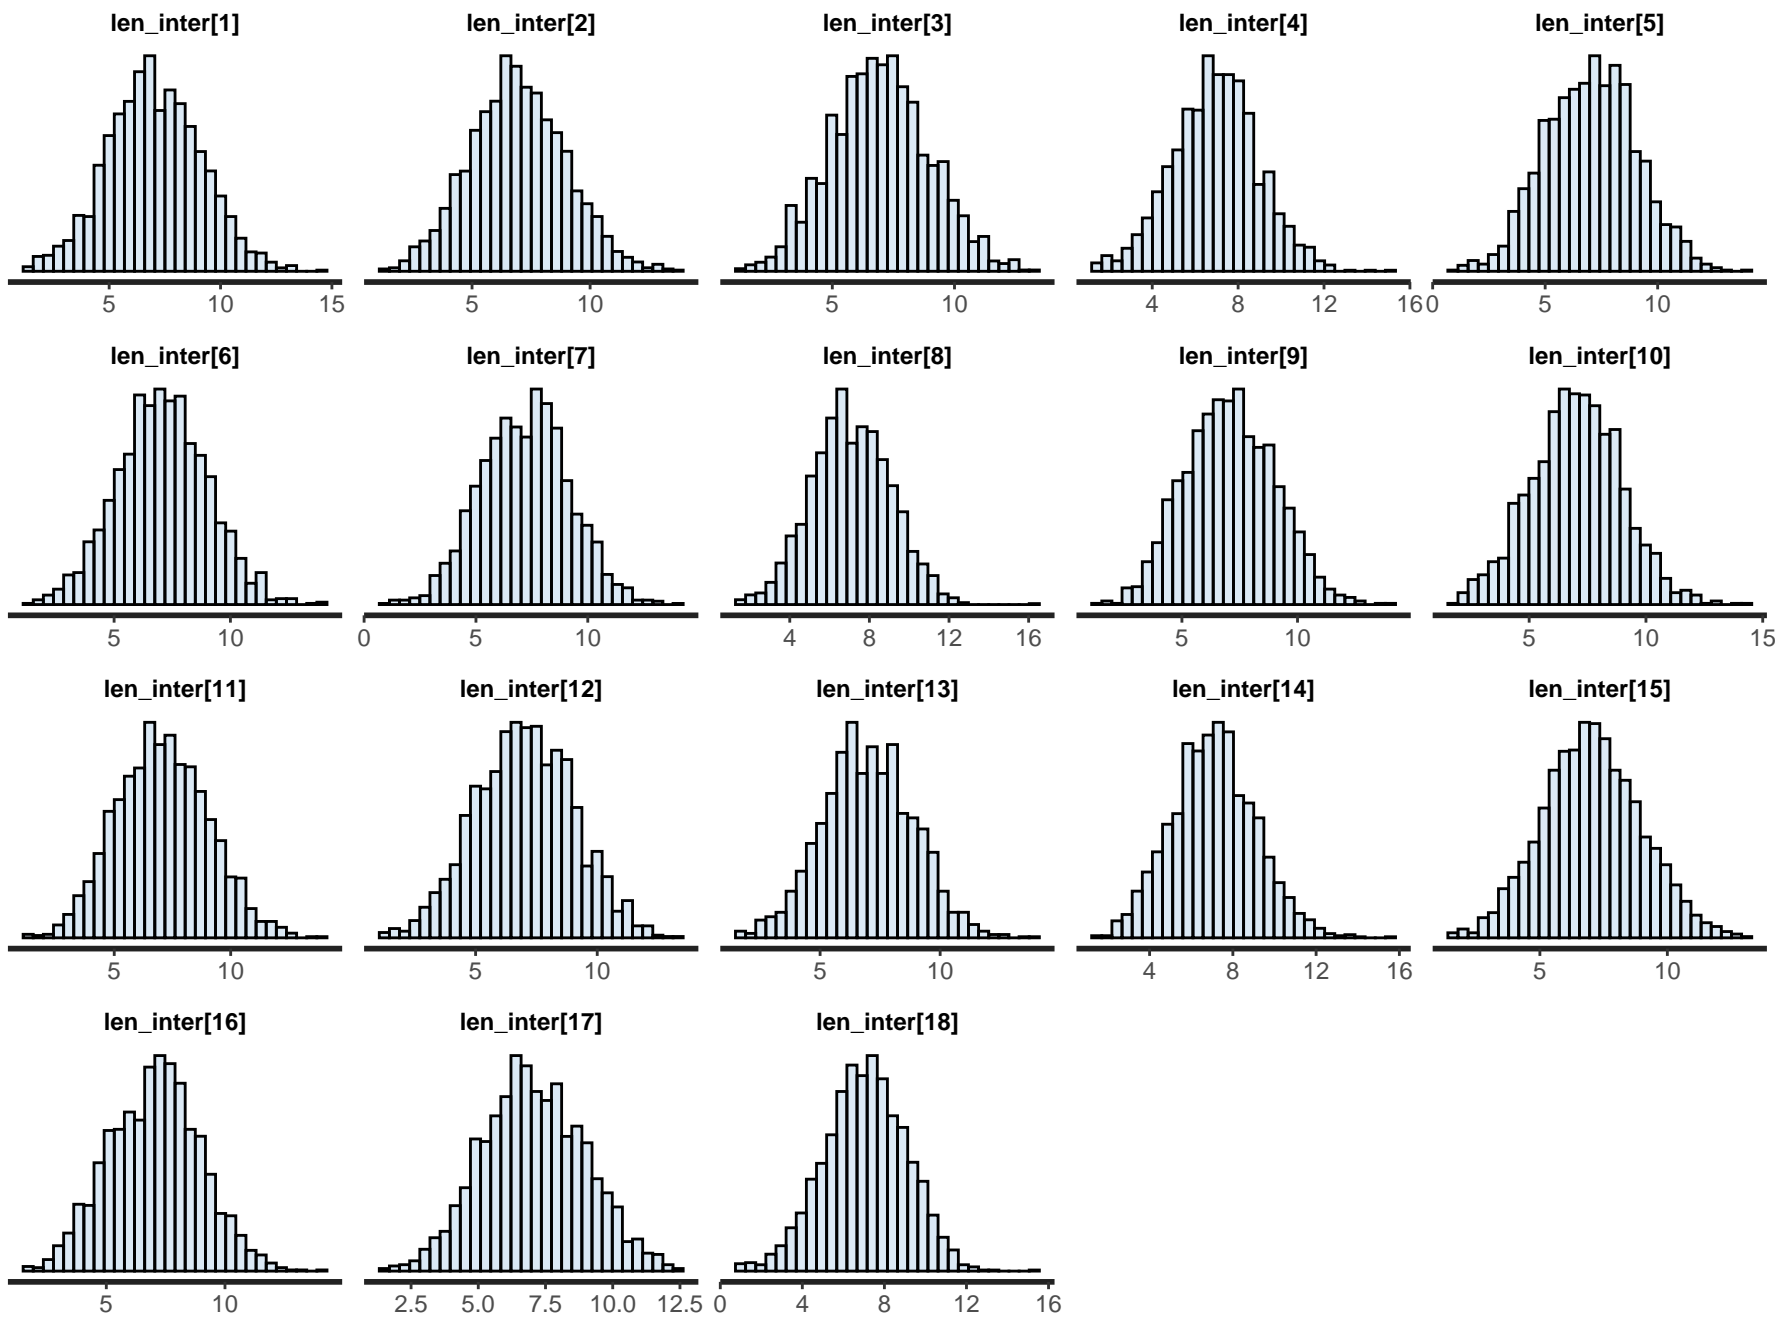 len_inter[1] len_inter[2] len_inter[3] len_inter[4] len_inter[5]
5 10 15 5 10 5 10 4 8 12 16 0 5 10
len_inter[6] len_inter[7] len_inter[8] len_inter[9] len_inter[10]
5 10 0 5 10 4 8 12 16 5 10 5 10 15
len_inter[11] len_inter[12] len_inter[13] len_inter[14] len_inter[15]
5 10 5 10 5 10 4 8 12 16 5 10
len_inter[16] len_inter[17] len_inter[18]
5 10 2.5 5.0 7.5 10.0 12.5 0 4 8 12 16